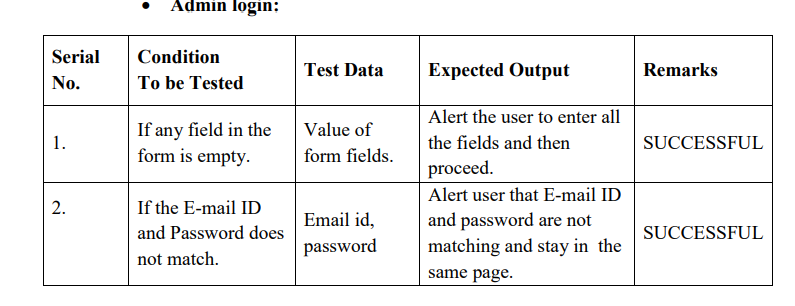 • Admin login:
Serial No. Condition To be Tested Test Data Expected Output Remarks
1. If any field in the form is empty. Value of form fields. Alert the user to enter all the fields and then proceed. SUCCESSFUL
2. If the E-mail ID and Password does not match. Email id, password Alert user that E-mail ID and password are not matching and stay in the same page. SUCCESSFUL